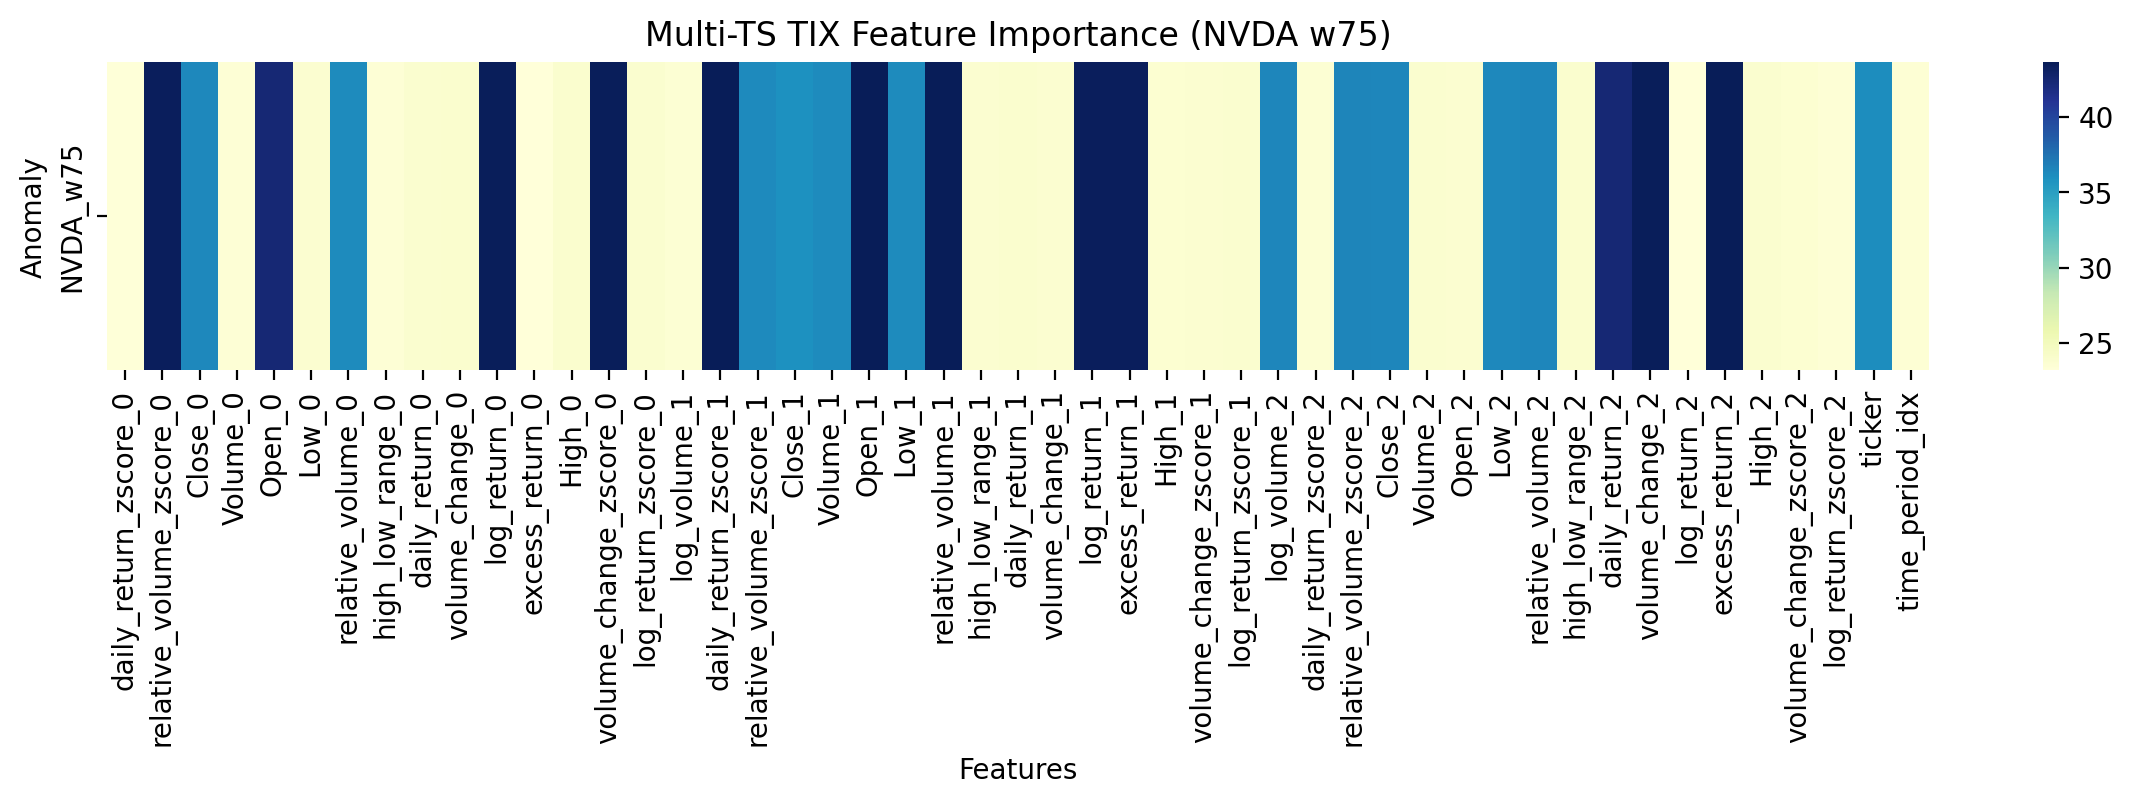 Multi-TS TIX Feature Importance (NVDA w75)
Anomaly
NVDA_w75
40
35
30
25
daily_return_zscore_0
relative_volume_zscore_0
Close_0
Volume_0
Open_0
Low_0
relative_volume_0
high_low_range_0
daily_return_0
volume_change_0
log_return_0
excess_return_0
High_0
volume_change_zscore_0
log_return_zscore_0
log_volume_1
daily_return_zscore_1
relative_volume_zscore_1
Close_1
Volume_1
Open_1
Low_1
relative_volume_1
high_low_range_1
daily_return_1
volume_change_1
log_return_1
excess_return_1
High_1
volume_change_zscore_1
log_return_zscore_1
log_volume_2
daily_return_zscore_2
relative_volume_zscore_2
Close_2
Volume_2
Open_2
Low_2
relative_volume_2
high_low_range_2
daily_return_2
volume_change_2
log_return_2
excess_return_2
High_2
volume_change_zscore_2
log_return_zscore_2
ticker
time_period_idx
Features